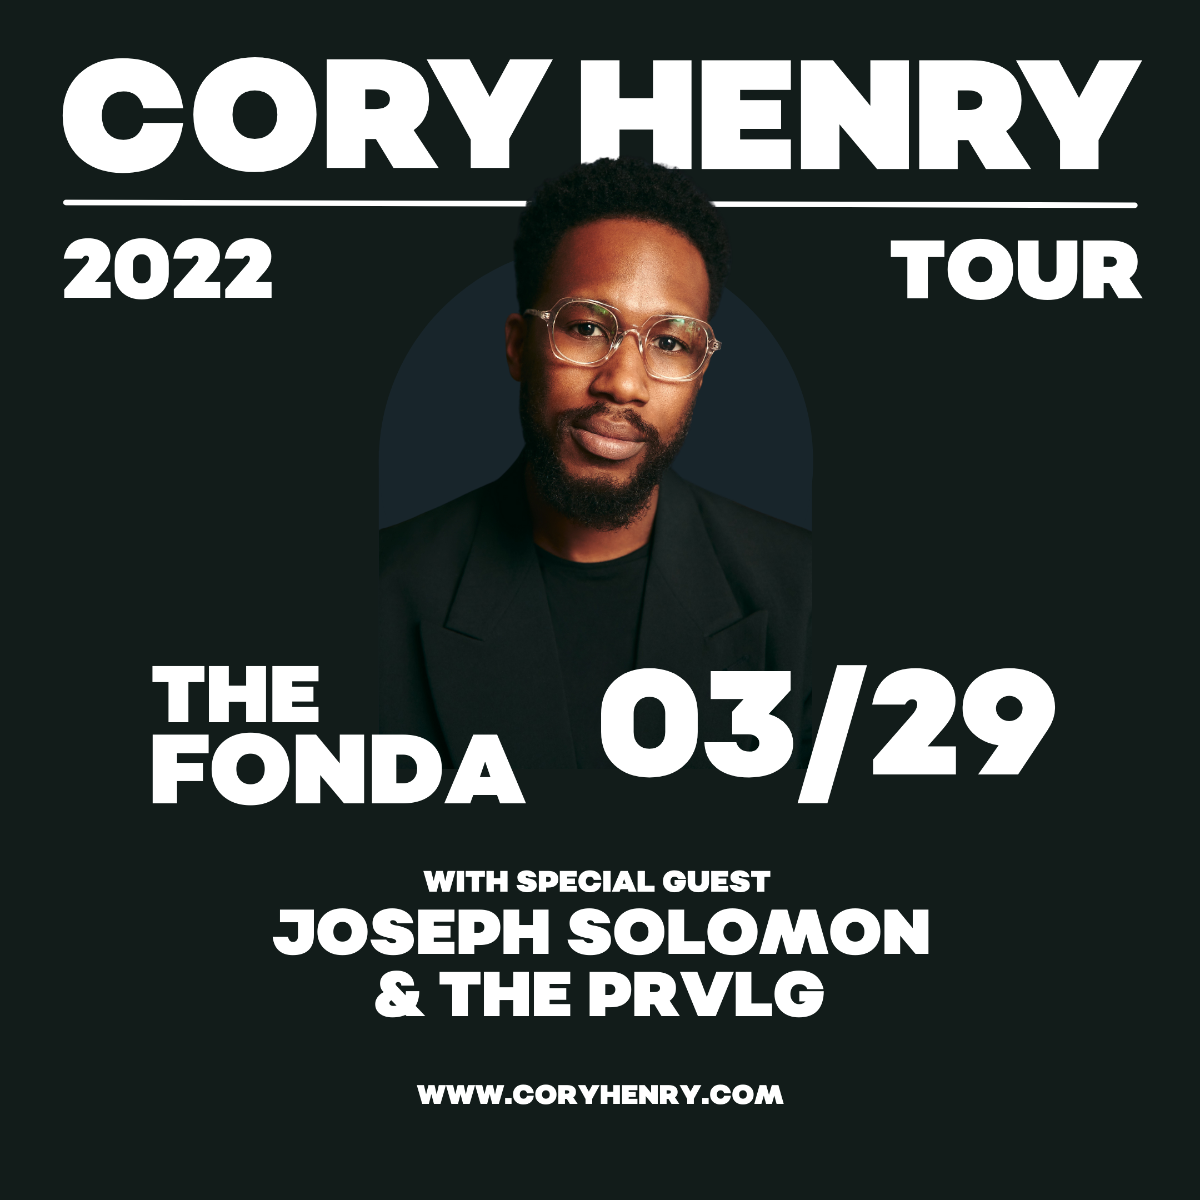 CORY HENRY
2022 TOUR
THE
FONDA
03/29
WITH SPECIAL GUEST
JOSEPH SOLOMON
& THE PRVLG
WWW.CORYHENRY.COM